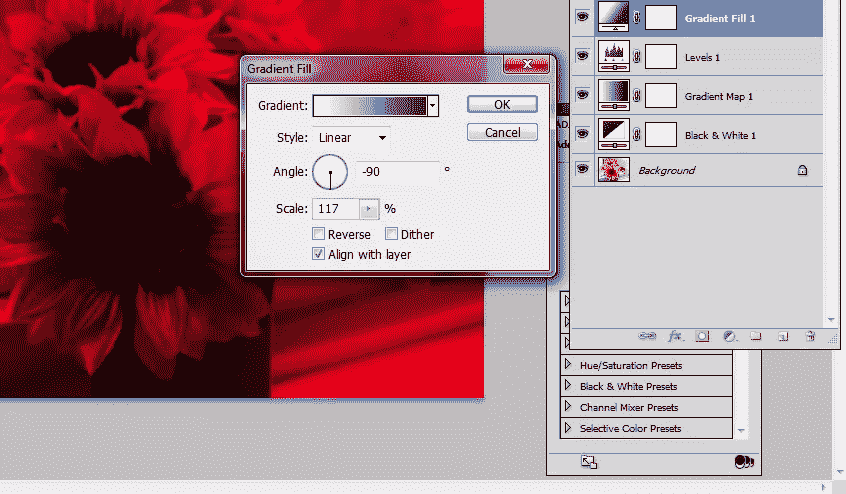 Gradient Fill
Gradient:
OK
Style: Linear
Cancel
Angle: -90 °
Scale: 117 %
Reverse Dither
Align with layer
Gradient Fill 1
Levels 1
Gradient Map 1
Black & White 1
Background
Hue/Saturation Presets
Black & White Presets
Channel Mixer Presets
Selective Color Presets